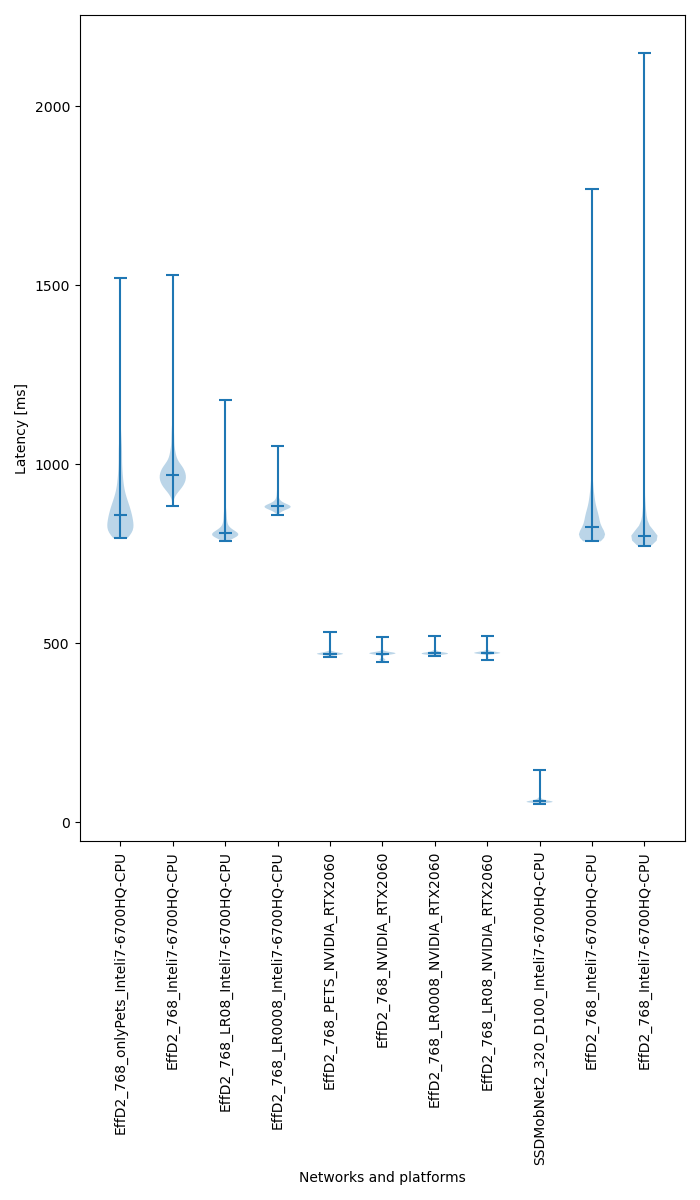 2000
1500
1000
500
0
Latency [ms]
EffD2_768_onlyPets_Inteli7-6700HQ-CPU
EffD2_768_Inteli7-6700HQ-CPU
EffD2_768_LR08_Inteli7-6700HQ-CPU
EffD2_768_LR0008_Inteli7-6700HQ-CPU
EffD2_768_PETS_NVIDIA_RTX2060
EffD2_768_NVIDIA_RTX2060
EffD2_768_LR0008_NVIDIA_RTX2060
EffD2_768_LR08_NVIDIA_RTX2060
SSDMobNet2_320_D100_Inteli7-6700HQ-CPU
EffD2_768_Inteli7-6700HQ-CPU
EffD2_768_Inteli7-6700HQ-CPU
Networks and platforms